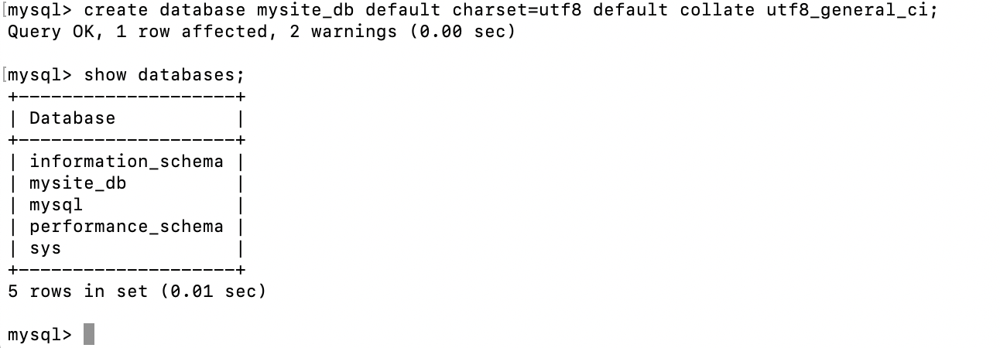 [mysql> create database mysite_db default charset=utf8 default collate utf8_general_ci;
Query OK, 1 row affected, 2 warnings (0.00 sec)
[mysql> show databases;
+--------------------+
| Database           |
+--------------------+
| information_schema |
| mysite_db          |
| mysql              |
| performance_schema |
| sys                |
+--------------------+
5 rows in set (0.01 sec)
mysql>